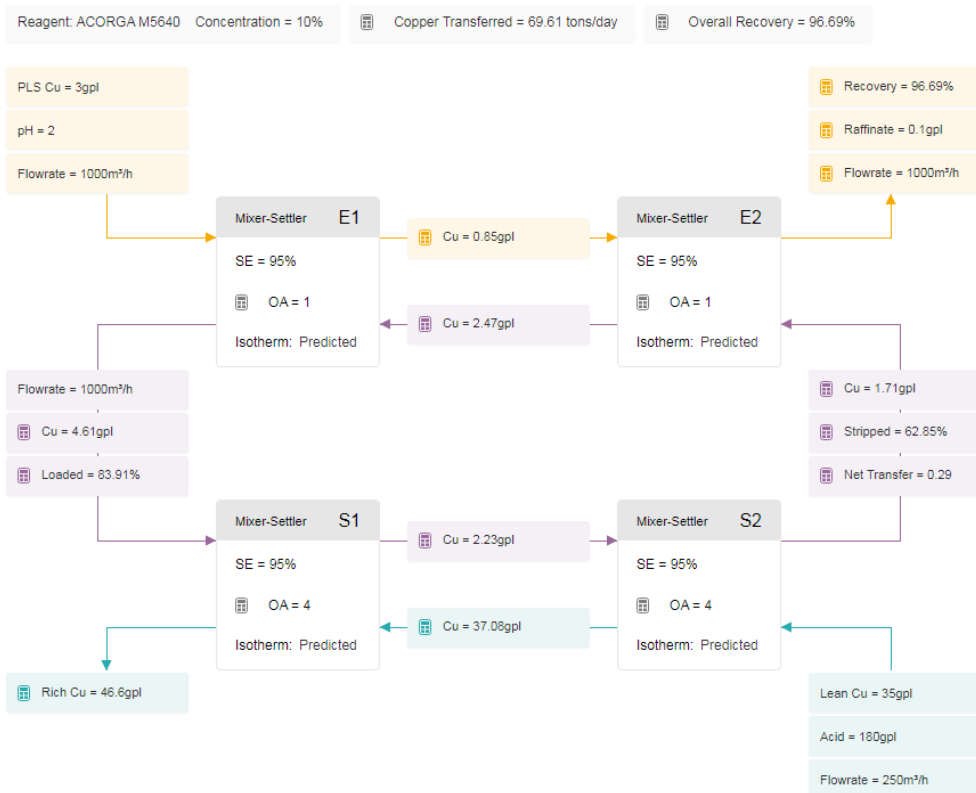 Reagent: ACORGA M5640 Concentration = 10%
Copper Transferred = 69.61 tons/day
Overall Recovery = 96.69%
PLS Cu = 3gpl
pH = 2
Flowrate = 1000m³/h
Recovery = 96.69%
Raffinate = 0.1gpl
Flowrate = 1000m³/h
Mixer-Settler E1
SE = 95%
OA = 1
Isotherm: Predicted
Cu = 0.85gpl
Cu = 2.47gpl
Mixer-Settler E2
SE = 95%
OA = 1
Isotherm: Predicted
Flowrate = 1000m³/h
Cu = 4.61gpl
Loaded = 83.91%
Cu = 1.71gpl
Stripped = 62.85%
Net Transfer = 0.29
Mixer-Settler S1
SE = 95%
OA = 4
Isotherm: Predicted
Cu = 2.23gpl
Cu = 37.08gpl
Mixer-Settler S2
SE = 95%
OA = 4
Isotherm: Predicted
Rich Cu = 46.6gpl
Lean Cu = 35gpl
Acid = 180gpl
Flowrate = 250m³/h